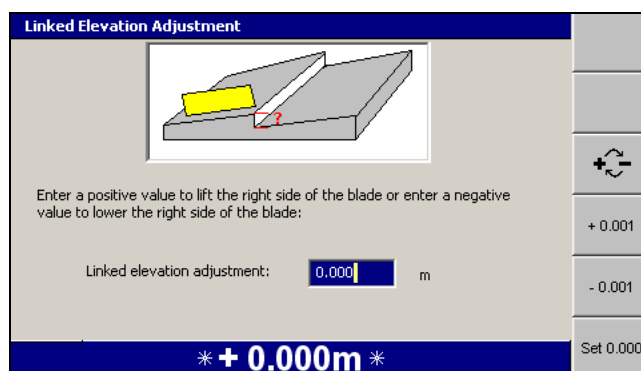 Linked Elevation Adjustment
?
Enter a positive value to lift the right side of the blade or enter a negative
value to lower the right side of the blade:
Linked elevation adjustment: 0.000 m
+ -
+ 0.001
- 0.001
Set 0.000
*+ 0.000m *